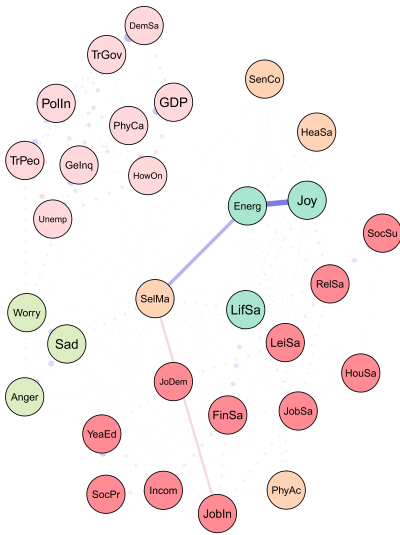 DemSa
TrGov
SenCo
PolIn
GDP
PhyCa
HeaSa
TrPeo
GeInq
HowOn
Energ
Joy
Unemp
SocSu
RelSa
SelMa
Worry
LifSa
Sad
LeiSa
HouSa
JoDem
Anger
FinSa
JobSa
YeaEd
SocPr
Incom
PhyAc
JobIn